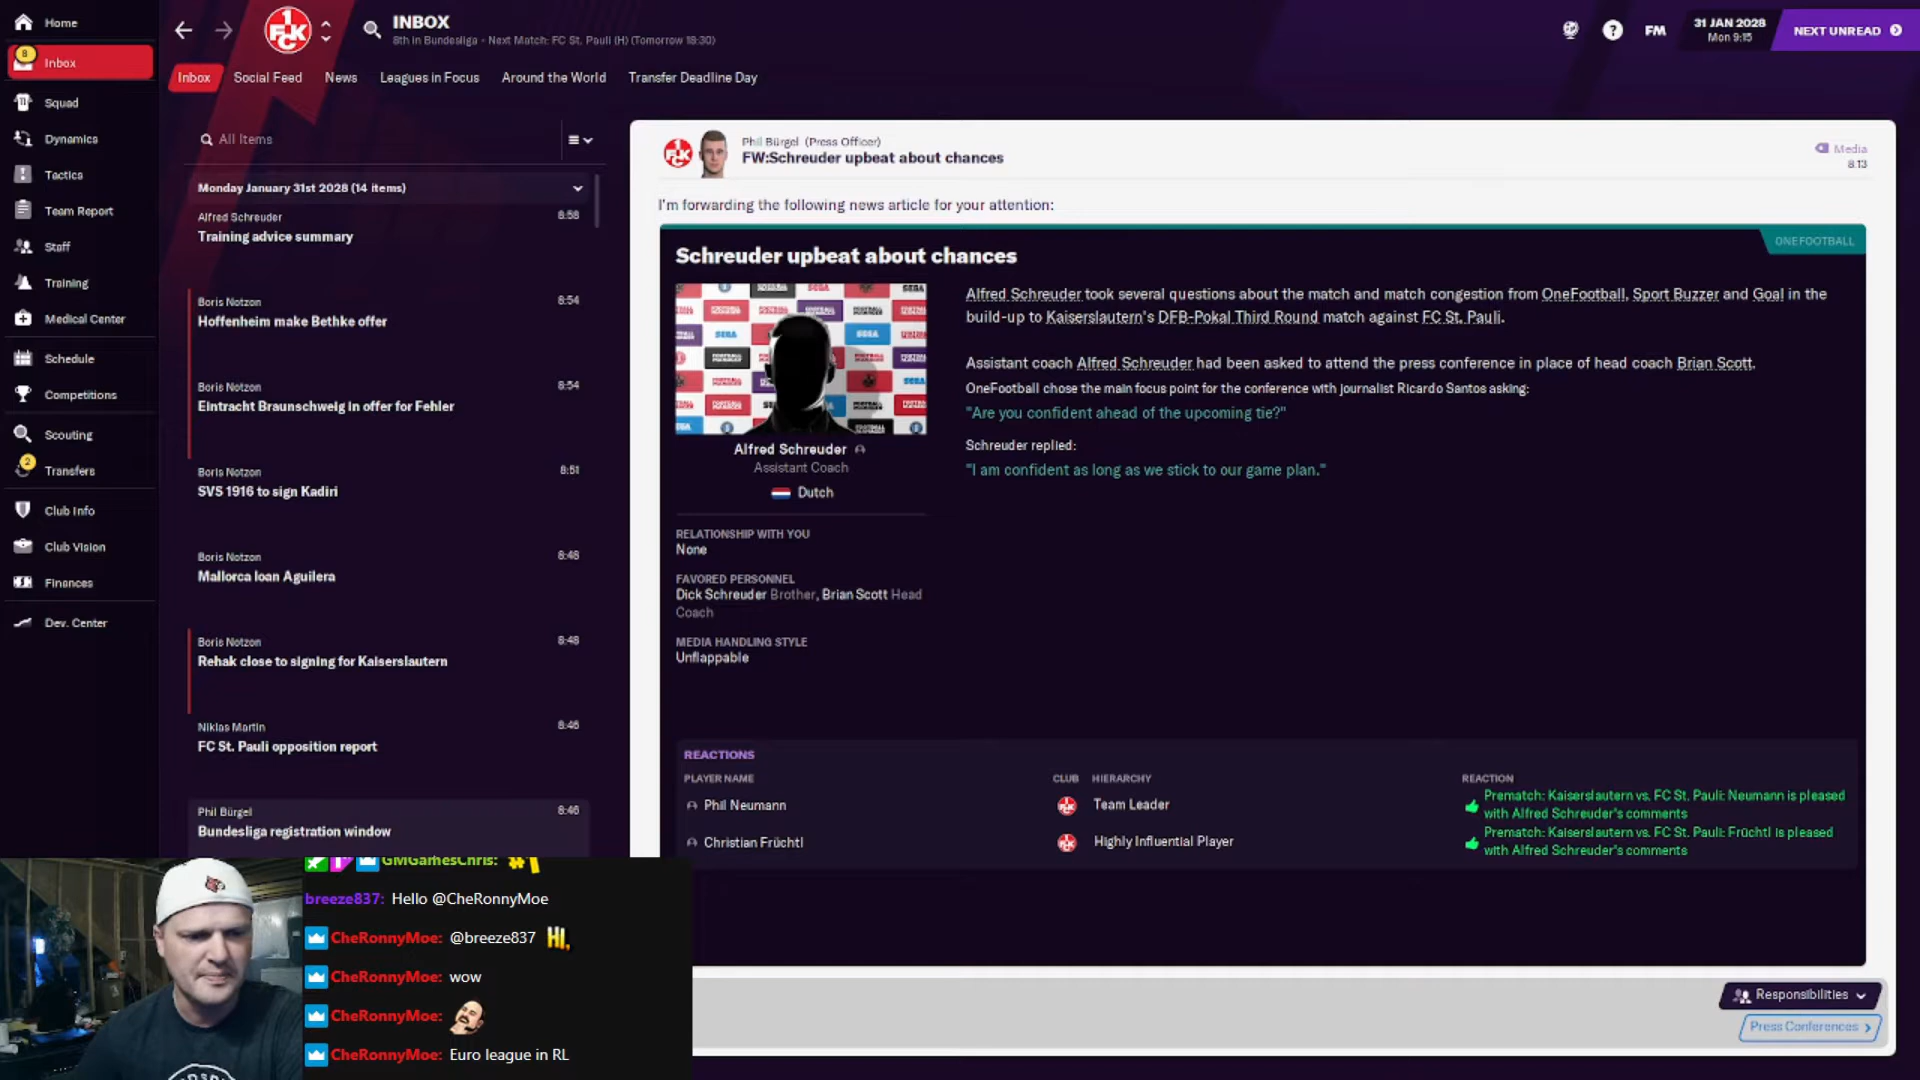 Home
Inbox
8
Squad
Dynamics
Tactics
Team Report
Staff
Training
Medical Center
Schedule
Competitions
Scouting
2
Transfers
Club Info
Club Vision
Finances
Dev. Center
INBOX
8th in Bundesliga - Next Match: FC St. Pauli (H) (Tomorrow 18:30)
FM
31 JAN 2028
Mon 9:15
NEXT UNREAD
Inbox
Social Feed
News
Leagues in Focus
Around the World
Transfer Deadline Day
All Items
Monday January 31st 2028 (14 items)
Alfred Schreuder
8:58
Training advice summary
Boris Notzon
8:54
Hoffenheim make Bethke offer
Boris Notzon
8:54
Eintracht Braunschweig in offer for Fehler
Boris Notzon
8:51
SVS 1916 to sign Kadiri
Boris Notzon
8:48
Mallorca loan Aguilera
Boris Notzon
8:48
Rehak close to signing for Kaiserslautern
Niklas Martin
8:46
FC St. Pauli opposition report
Phil Bürgel
8:46
Bundesliga registration window
Phil Bürgel (Press Officer)
FW:Schreuder upbeat about chances
Media
8:13
I'm forwarding the following news article for your attention:
ONEFOOTBALL
Schreuder upbeat about chances
Alfred Schreuder took several questions about the match and match congestion from OneFootball, Sport Buzzer and Goal in the
build-up to Kaiserslautern's DFB-Pokal Third Round match against FC St. Pauli.
Assistant coach Alfred Schreuder had been asked to attend the press conference in place of head coach Brian Scott.
OneFootball chose the main focus point for the conference with journalist Ricardo Santos asking:
"Are you confident ahead of the upcoming tie?"
Schreuder replied:
"I am confident as long as we stick to our game plan."
Alfred Schreuder
Assistant Coach
Dutch
RELATIONSHIP WITH YOU
None
FAVORED PERSONNEL
Dick Schreuder Brother, Brian Scott Head
Coach
MEDIA HANDLING STYLE
Unflappable
REACTIONS
PLAYER NAME
CLUB
HIERARCHY
REACTION
Phil Neumann
Team Leader
Prematch: Kaiserslautern vs. FC St. Pauli: Neumann is pleased
with Alfred Schreuder's comments
Christian Früchtl
Highly Influential Player
Prematch: Kaiserslautern vs. FC St. Pauli: Früchtl is pleased
with Alfred Schreuder's comments
Responsibilities
Press Conferences
GMGamesChris: #1
breeze837: Hello @CheRonnyMoe
CheRonnyMoe: @breeze837 HI,
CheRonnyMoe: wow
CheRonnyMoe:
CheRonnyMoe: Euro league in RL